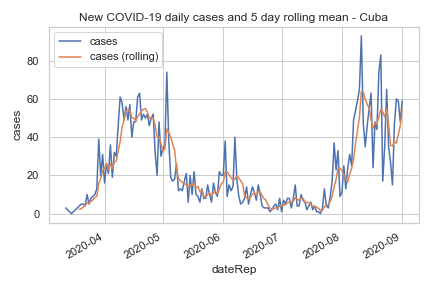 New COVID-19 daily cases and 5 day rolling mean - Cuba
cases
cases (rolling)
80
60
40
20
0
cases
2020-04
2020-05
2020-06
2020-07
2020-08
2020-09
dateRep